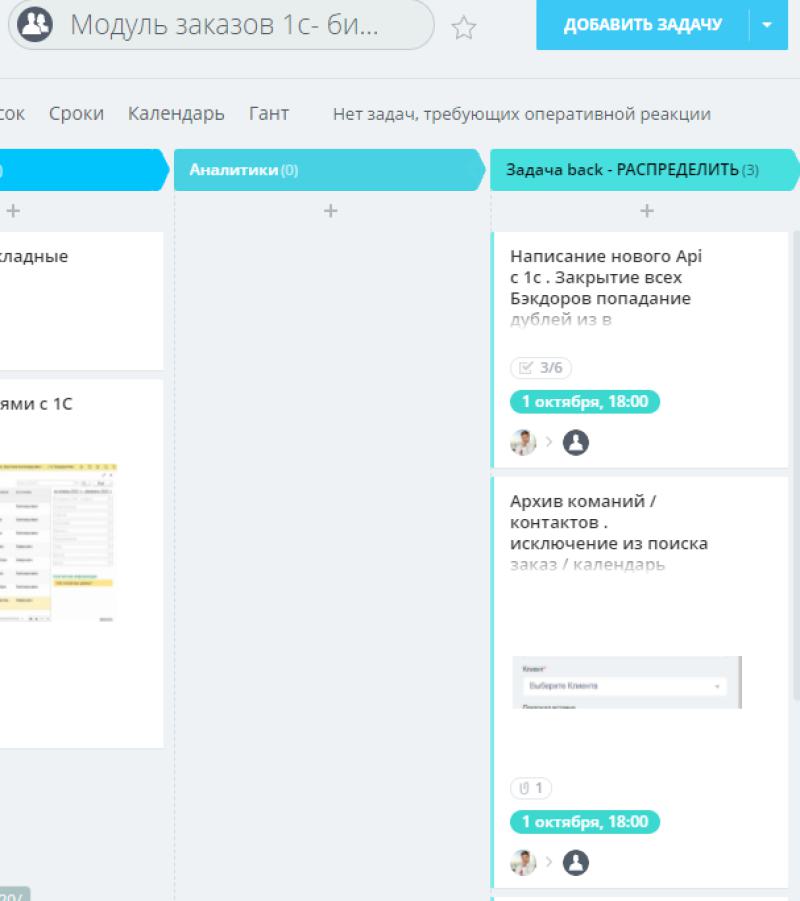 Модуль заказов 1с- би...
ДОБАВИТЬ ЗАДАЧУ
сок Сроки Календарь Гант Нет задач, требующих оперативной реакции
)
Аналитики (0)
Задача back - РАСПРЕДЕЛИТЬ (3)
+ + +
кладные
ями с 1С
Написание нового Api
с 1с . Закрытие всех
Бэкдоров попадание
дублей из в
3/6
1 октября, 18:00
Архив команий /
контактов .
исключение из поиска
заказ / календарь
Клиент*
Выберите Клиента
1
1 октября, 18:00